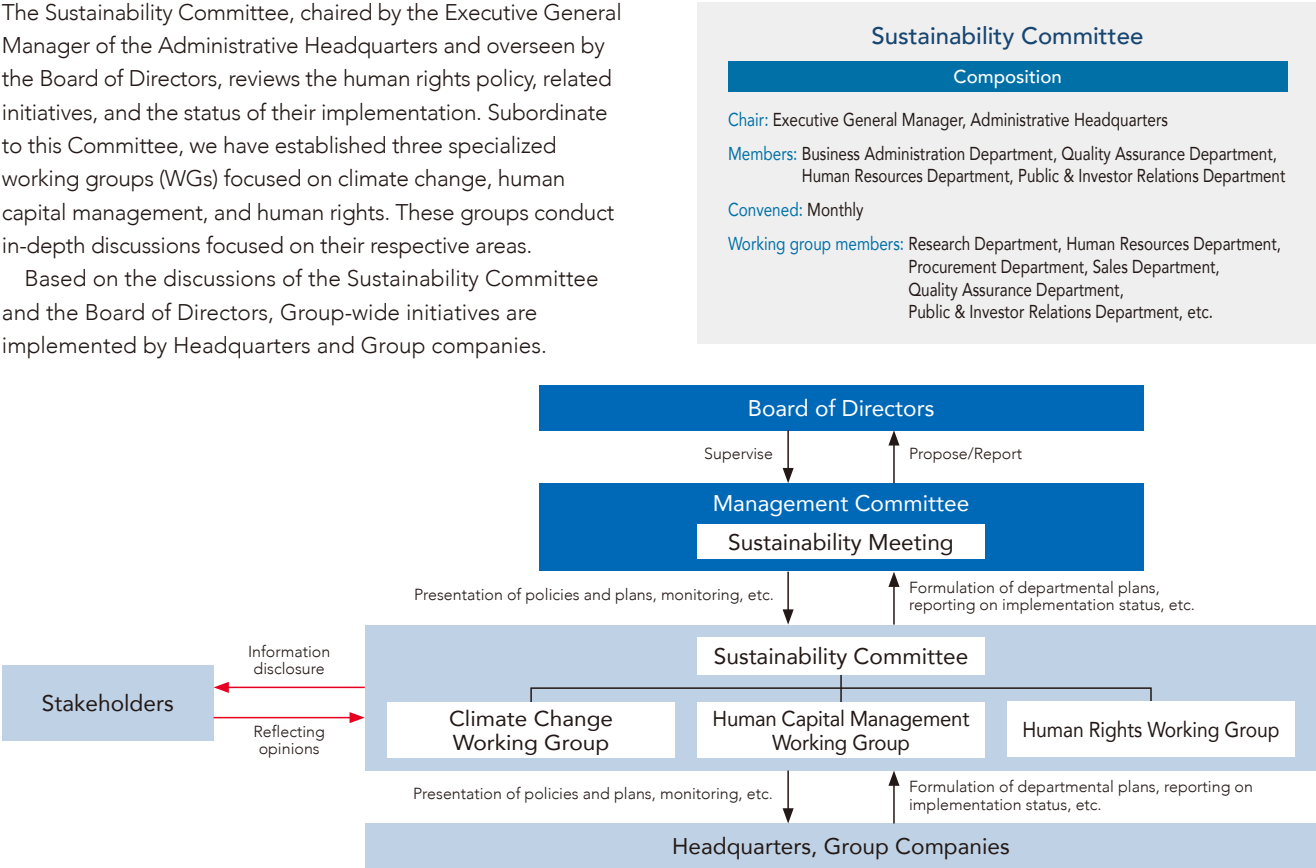 The Sustainability Committee, chaired by the Executive General
Manager of the Administrative Headquarters and overseen by
the Board of Directors, reviews the human rights policy, related
initiatives, and the status of their implementation. Subordinate
to this Committee, we have established three specialized
working groups (WGs) focused on climate change, human
capital management, and human rights. These groups conduct
in-depth discussions focused on their respective areas.
Based on the discussions of the Sustainability Committee
and the Board of Directors, Group-wide initiatives are
implemented by Headquarters and Group companies.
Sustainability Committee
Composition
Chair: Executive General Manager, Administrative Headquarters
Members: Business Administration Department, Quality Assurance Department,
Human Resources Department, Public & Investor Relations Department
Convened: Monthly
Working group members: Research Department, Human Resources Department,
Procurement Department, Sales Department,
Quality Assurance Department,
Public & Investor Relations Department, etc.
Board of Directors
Supervise
Propose/Report
Management Committee
Sustainability Meeting
Presentation of policies and plans, monitoring, etc.
Formulation of departmental plans,
reporting on implementation status, etc.
Stakeholders
Information
disclosure
Reflecting
opinions
Sustainability Committee
Climate Change
Working Group
Human Capital Management
Working Group
Human Rights Working Group
Presentation of policies and plans, monitoring, etc.
Formulation of departmental plans, reporting on
implementation status, etc.
Headquarters, Group Companies